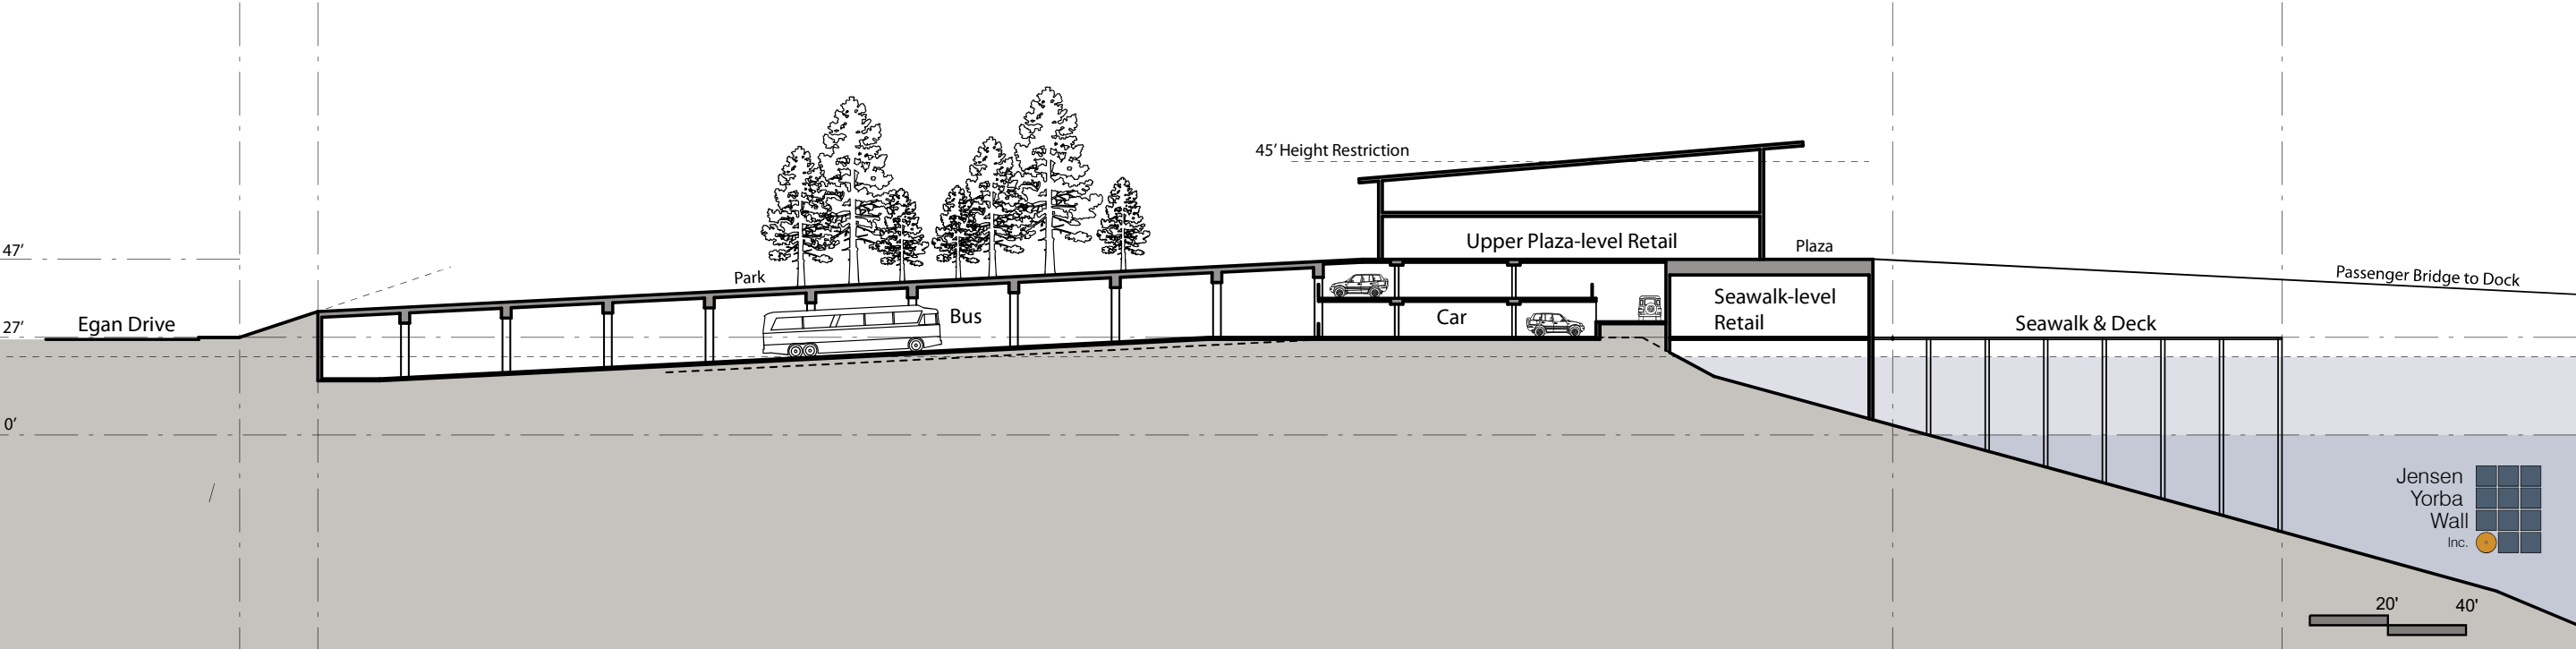 45' Height Restriction
47'
Upper Plaza-level Retail
Plaza
Park
Passenger Bridge to Dock
Egan Drive
27'
Bus
Car
Seawalk-level
Retail
Seawalk & Deck
0'
Jensen
Yorba
Wall
Inc.
20'
40'